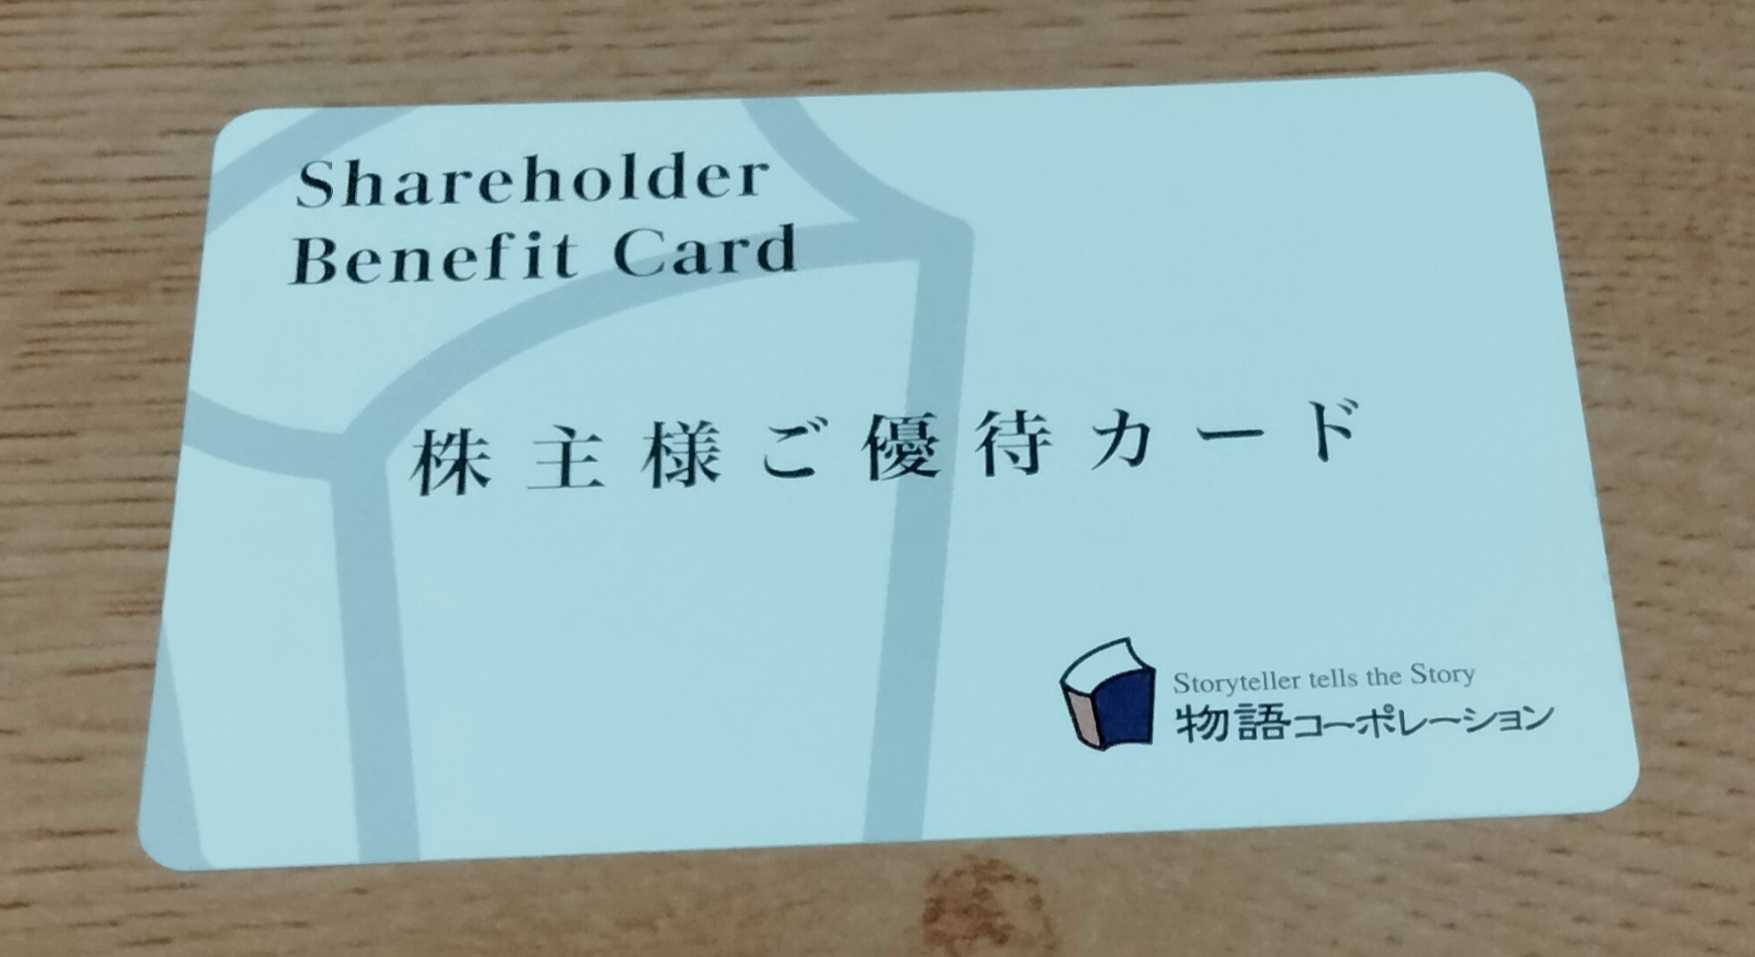 Shareholder
Benefit Card
株主様ご優待カード
Storyteller tells the Story
物語コーポレーション